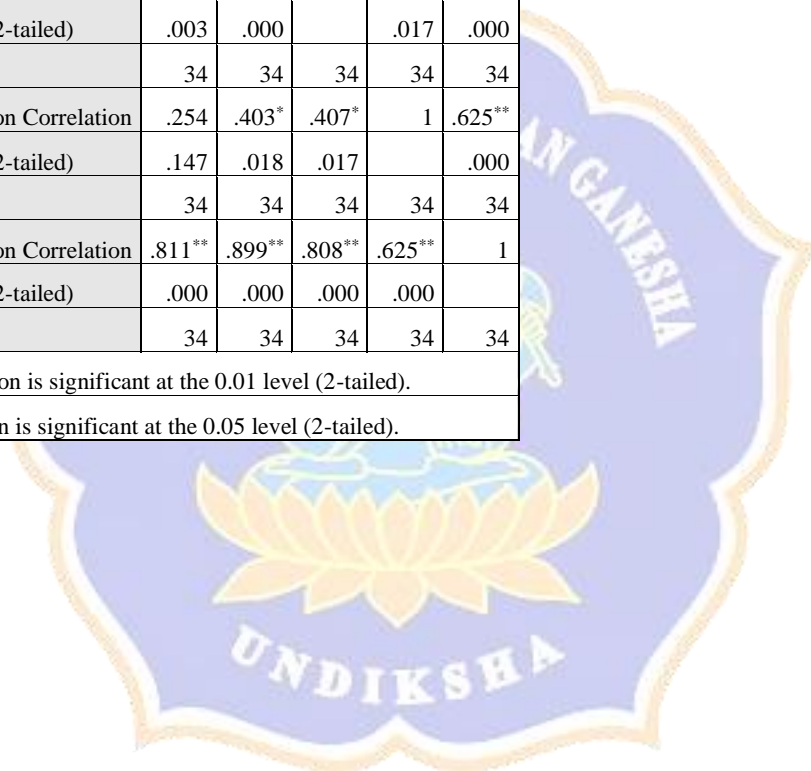 2-tailed) .003 .000 .017 .000
34 34 34 34 34
on Correlation .254 .403* .407* 1 .625**
2-tailed) .147 .018 .017 .000
34 34 34 34 34
on Correlation .811** .899** .808** .625** 1
2-tailed) .000 .000 .000 .000
34 34 34 34 34
on is significant at the 0.01 level (2-tailed).
n is significant at the 0.05 level (2-tailed).
AN GANESHA
UNDIKSHA